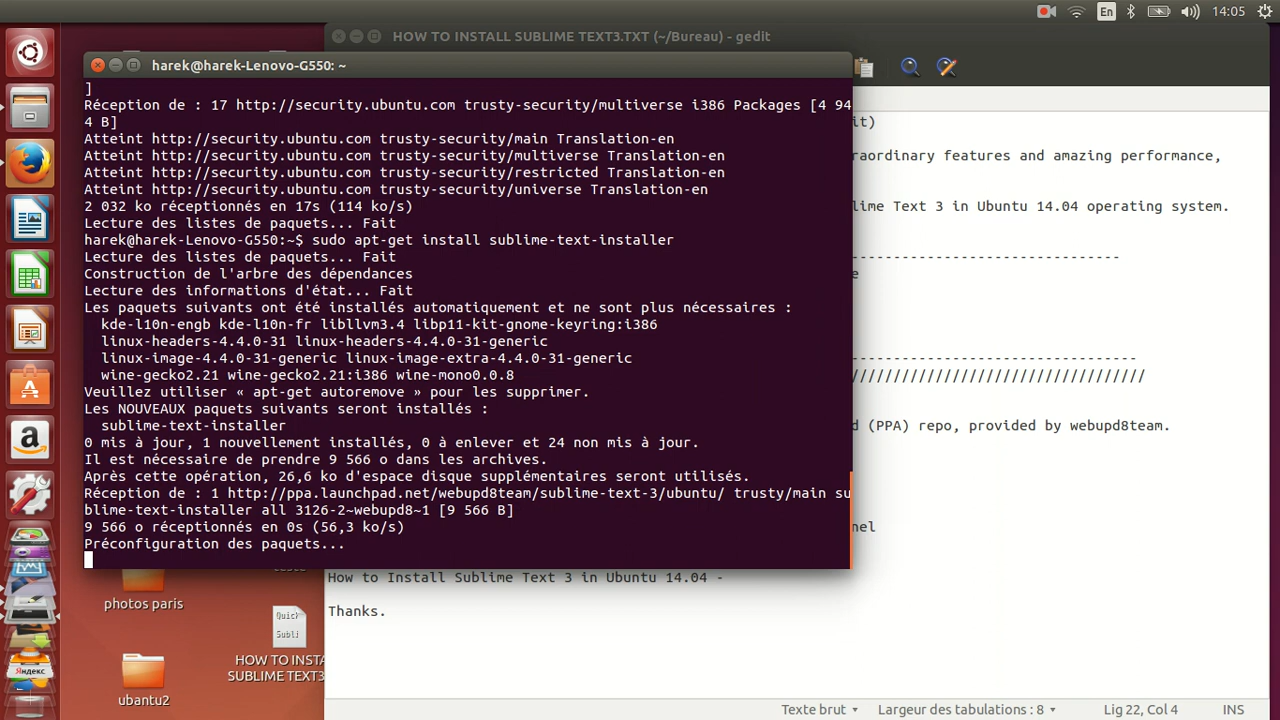 En
14:05
HOW TO INSTALL SUBLIME TEXT3.TXT (~/Bureau) - gedit
harek@harek-Lenovo-G550: ~
]
Réception de : 17 http://security.ubuntu.com trusty-security/multiverse i386 Packages [4 94
4 B]
Atteint http://security.ubuntu.com trusty-security/main Translation-en
Atteint http://security.ubuntu.com trusty-security/multiverse Translation-en
Atteint http://security.ubuntu.com trusty-security/restricted Translation-en
Atteint http://security.ubuntu.com trusty-security/universe Translation-en
2 032 ko réceptionnés en 17s (114 ko/s)
Lecture des listes de paquets... Fait
harek@harek-Lenovo-G550:~$ sudo apt-get install sublime-text-installer
Lecture des listes de paquets... Fait
Construction de l'arbre des dépendances
Lecture des informations d'état... Fait
Les paquets suivants ont été installés automatiquement et ne sont plus nécessaires :
kde-l10n-engb kde-l10n-fr libllvm3.4 libp11-kit-gnome-keyring:i386
linux-headers-4.4.0-31 linux-headers-4.4.0-31-generic
linux-image-4.4.0-31-generic linux-image-extra-4.4.0-31-generic
wine-gecko2.21 wine-gecko2.21:i386 wine-mono0.0.8
Veuillez utiliser « apt-get autoremove » pour les supprimer.
Les NOUVEAUX paquets suivants seront installés :
sublime-text-installer
0 mis à jour, 1 nouvellement installés, 0 à enlever et 24 non mis à jour.
Il est nécessaire de prendre 9 566 o dans les archives.
Après cette opération, 26,6 ko d'espace disque supplémentaires seront utilisés.
Réception de : 1 http://ppa.launchpad.net/webupd8team/sublime-text-3/ubuntu/ trusty/main su
blime-text-installer all 3126-2~webupd8~1 [9 566 B]
9 566 o réceptionnés en 0s (56,3 ko/s)
Préconfiguration des paquets...
it)
raordinary features and amazing performance,
lime Text 3 in Ubuntu 14.04 operating system.
---------------------------------
e
-----------------------------------
///////////////////////////////////
d (PPA) repo, provided by webupd8team.
nel
How to Install Sublime Text 3 in Ubuntu 14.04 -
Thanks.
photos paris
Quick
Subli
HOW TO INSTA
SUBLIME TEXT3
ubantu2
Яндекс
Texte brut
Largeur des tabulations : 8
Lig 22, Col 4
INS